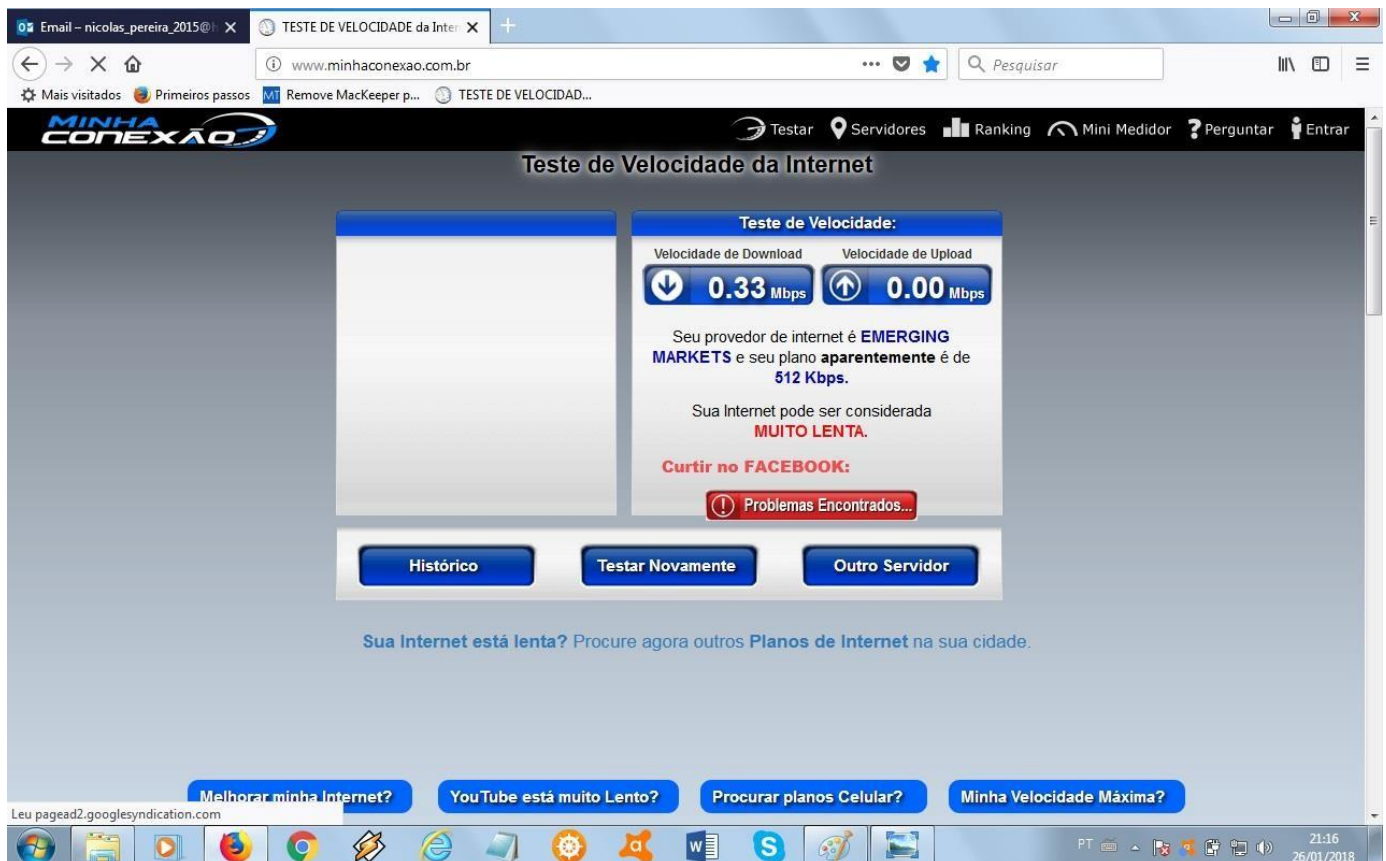 Email – nicolas_pereira_2015@h
TESTE DE VELOCIDADE da Inter
www.minhaconexao.com.br
Pesquisar
Mais visitados
Primeiros passos
MT Remove MacKeeper p...
TESTE DE VELOCIDAD...
MINHA
CONEXÃO
Testar
Servidores
Ranking
Mini Medidor
Perguntar
Entrar
Teste de Velocidade da Internet
Teste de Velocidade:
Velocidade de Download
Velocidade de Upload
0.33 Mbps
0.00 Mbps
Seu provedor de internet é EMERGING
MARKETS e seu plano aparentemente é de
512 Kbps.
Sua Internet pode ser considerada
MUITO LENTA.
Curtir no FACEBOOK:
Problemas Encontrados...
Histórico
Testar Novamente
Outro Servidor
Sua Internet está lenta? Procure agora outros Planos de Internet na sua cidade.
Melhorar minha Internet?
YouTube está muito Lento?
Procurar planos Celular?
Minha Velocidade Máxima?
Leu pagead2.googlesyndication.com
PT
21:16
26/01/2018